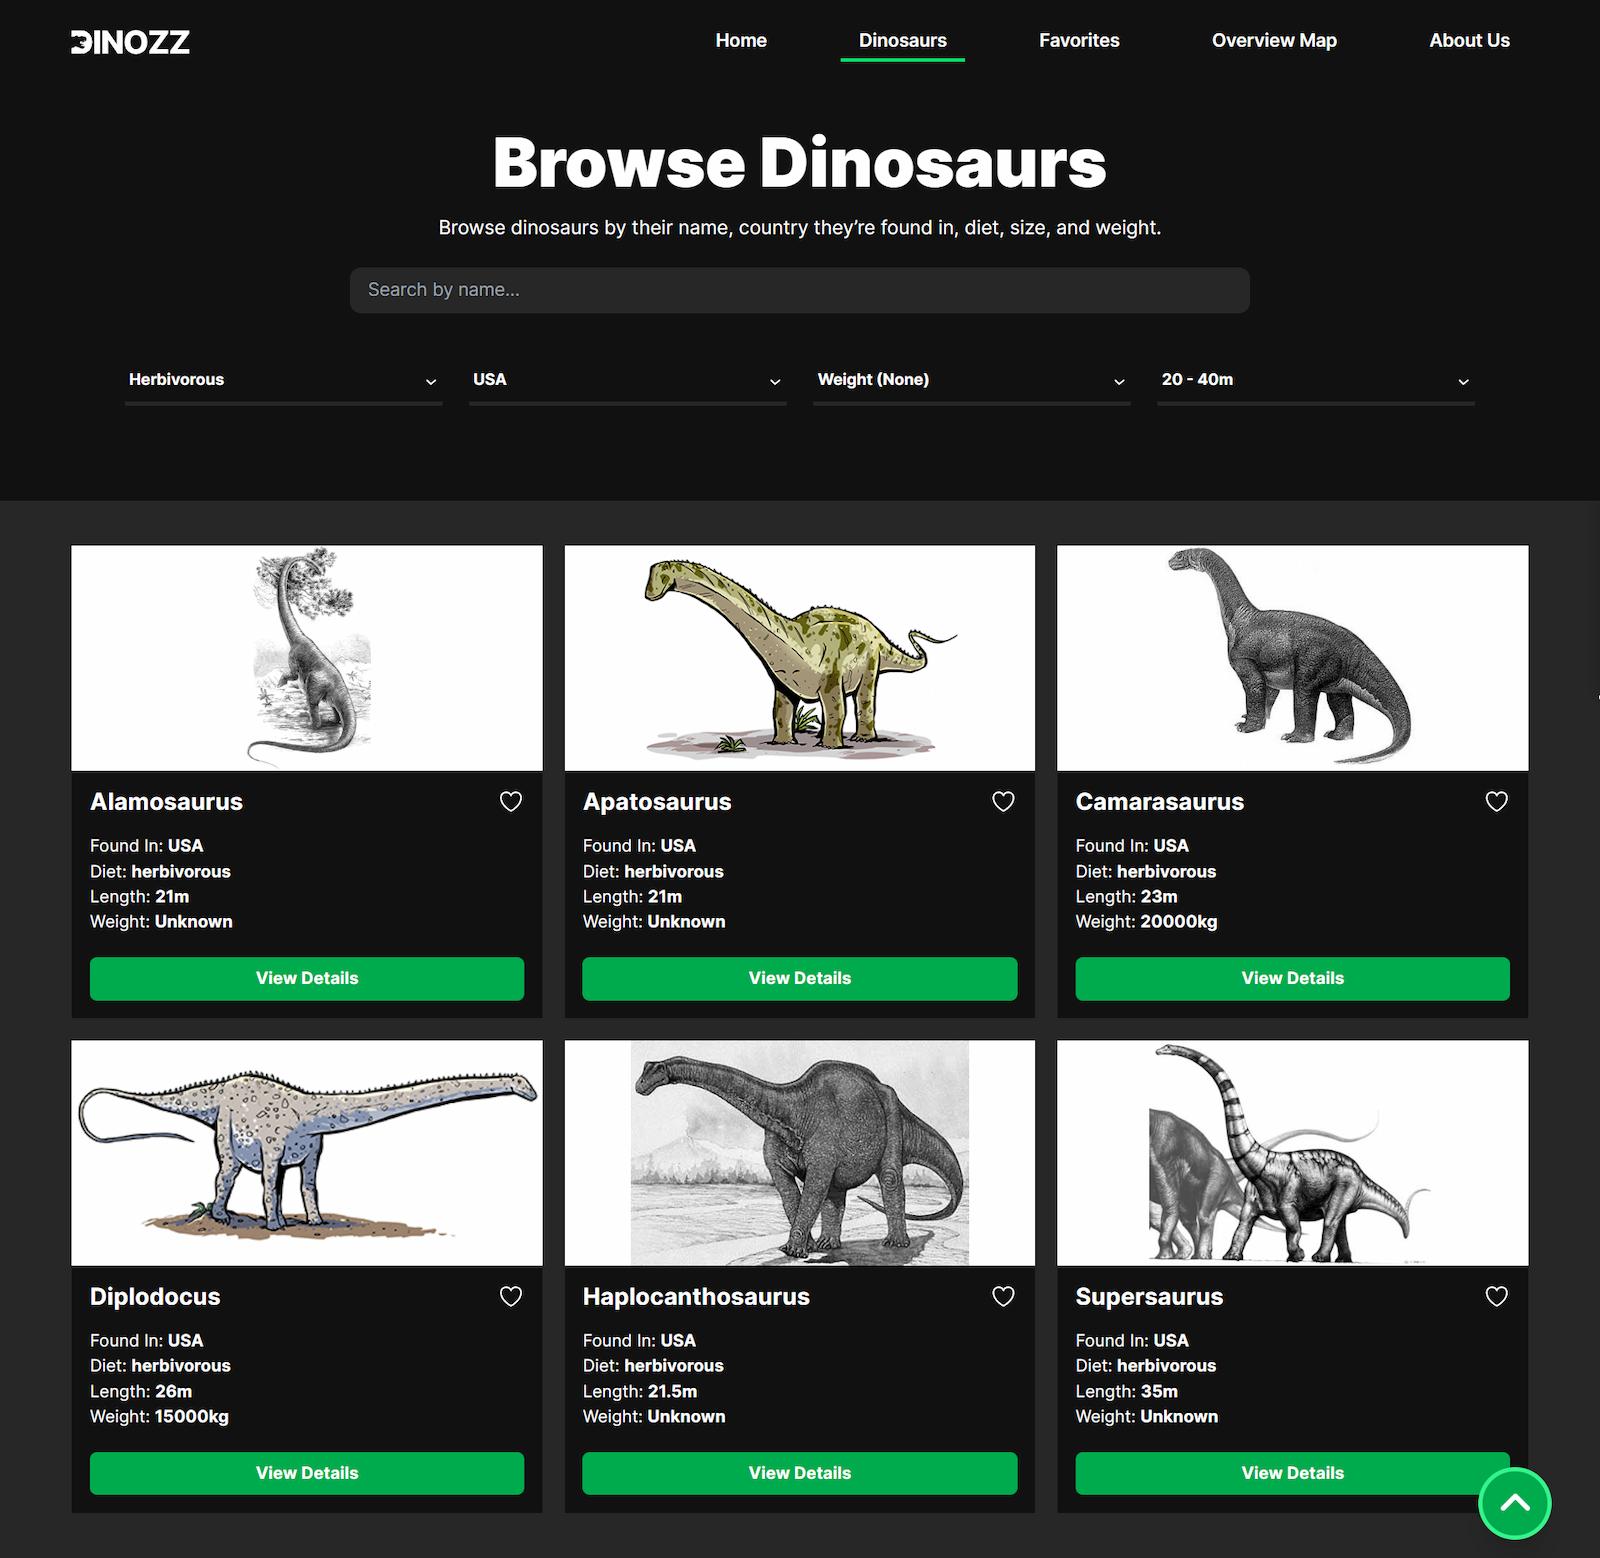 DINOZZ
Home
Dinosaurs
Favorites
Overview Map
About Us
Browse Dinosaurs
Browse dinosaurs by their name, country they’re found in, diet, size, and weight.
Search by name...
Herbivorous
USA
Weight (None)
20 - 40m
Alamosaurus
Found In: USA
Diet: herbivorous
Length: 21m
Weight: Unknown
View Details
Apatosaurus
Found In: USA
Diet: herbivorous
Length: 21m
Weight: Unknown
View Details
Camarasaurus
Found In: USA
Diet: herbivorous
Length: 23m
Weight: 20000kg
View Details
Diplodocus
Found In: USA
Diet: herbivorous
Length: 26m
Weight: 15000kg
View Details
Haplocanthosaurus
Found In: USA
Diet: herbivorous
Length: 21.5m
Weight: Unknown
View Details
Supersaurus
Found In: USA
Diet: herbivorous
Length: 35m
Weight: Unknown
View Details